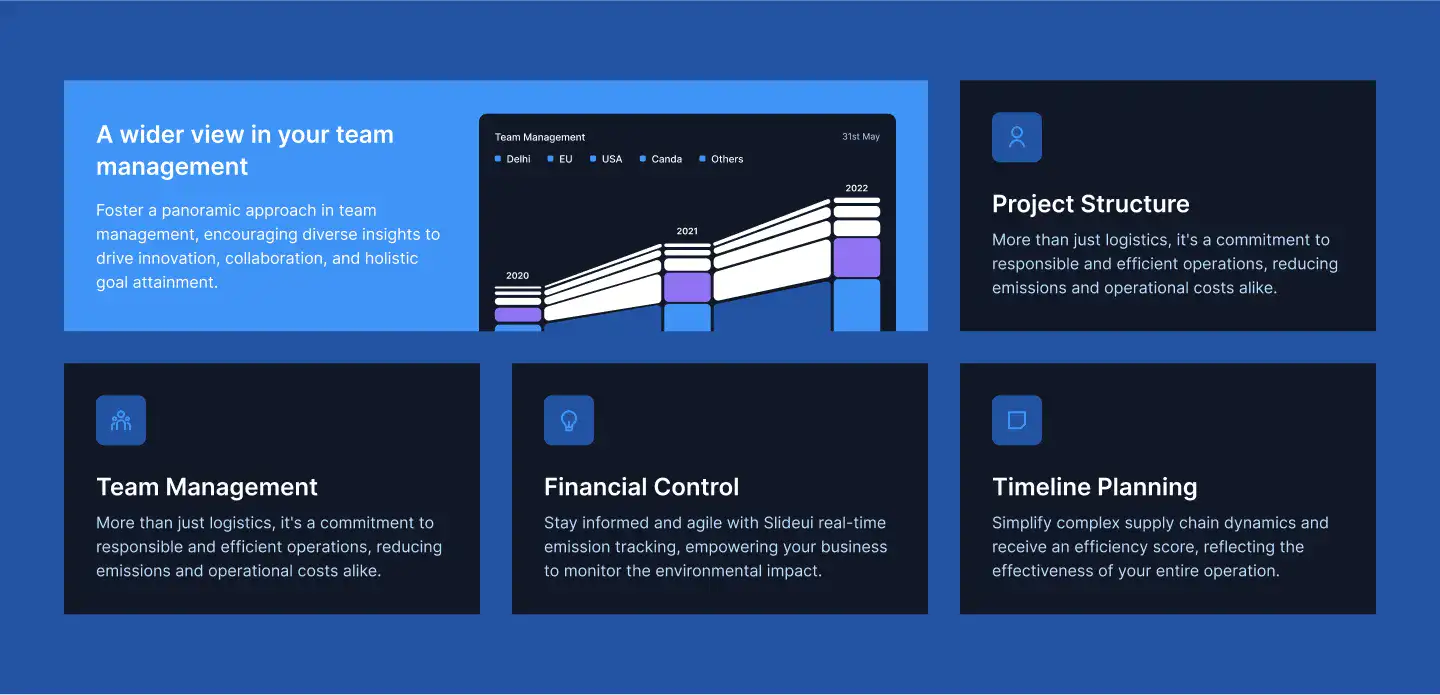 A wider view in your team
management
Foster a panoramic approach in team
management, encouraging diverse insights to
drive innovation, collaboration, and holistic
goal attainment.
Team Management
31st May
Delhi
EU
USA
Canda
Others
2020
2021
2022
Project Structure
More than just logistics, it's a commitment to
responsible and efficient operations, reducing
emissions and operational costs alike.
Team Management
More than just logistics, it's a commitment to
responsible and efficient operations, reducing
emissions and operational costs alike.
Financial Control
Stay informed and agile with Slideui real-time
emission tracking, empowering your business
to monitor the environmental impact.
Timeline Planning
Simplify complex supply chain dynamics and
receive an efficiency score, reflecting the
effectiveness of your entire operation.